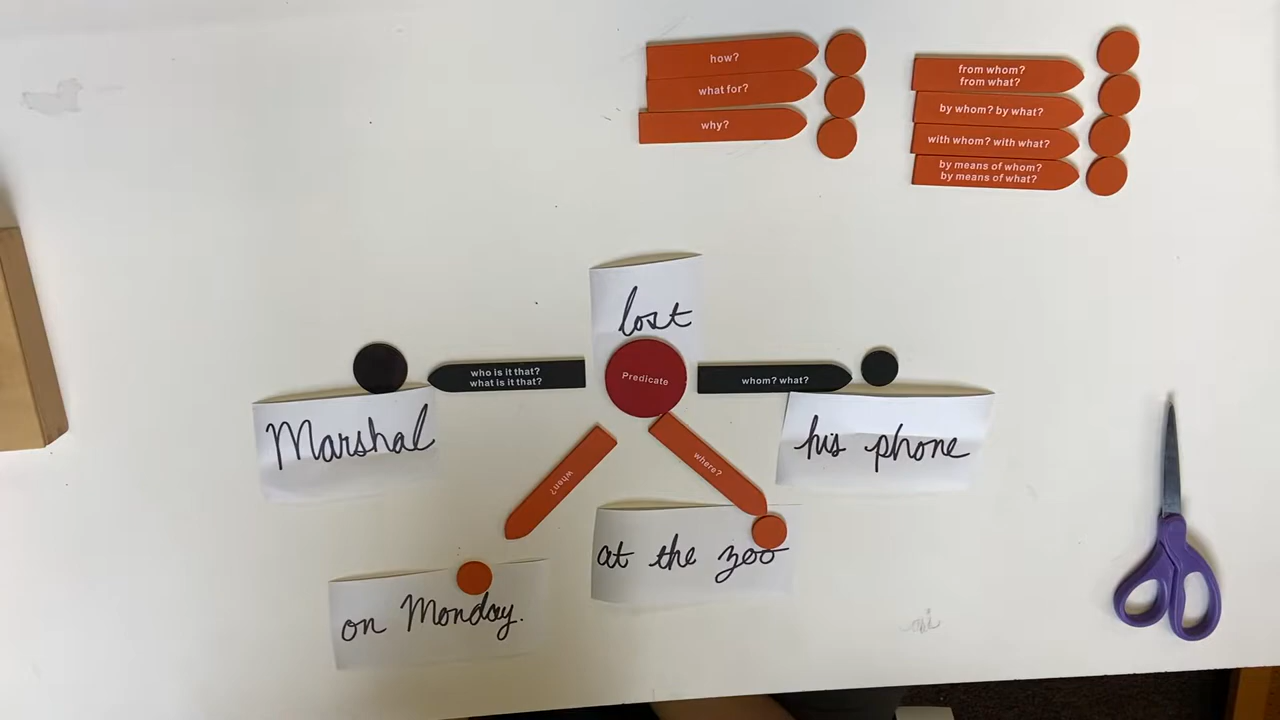 how?
what for?
why?
from whom?
from what?
by whom? by what?
with whom? with what?
by means of whom?
by means of what?
lost
who is it that?
what is it that?
Predicate
whom? what?
Marshal
his phone
when?
where?
at the zoo
on Monday.